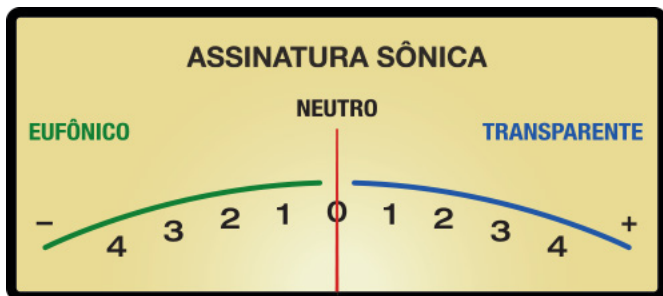 ASSINATURA SÔNICA
NEUTRO
EUFÔNICO
TRANSPARENTE
– 4 3 2 1 0 1 2 3 4 +